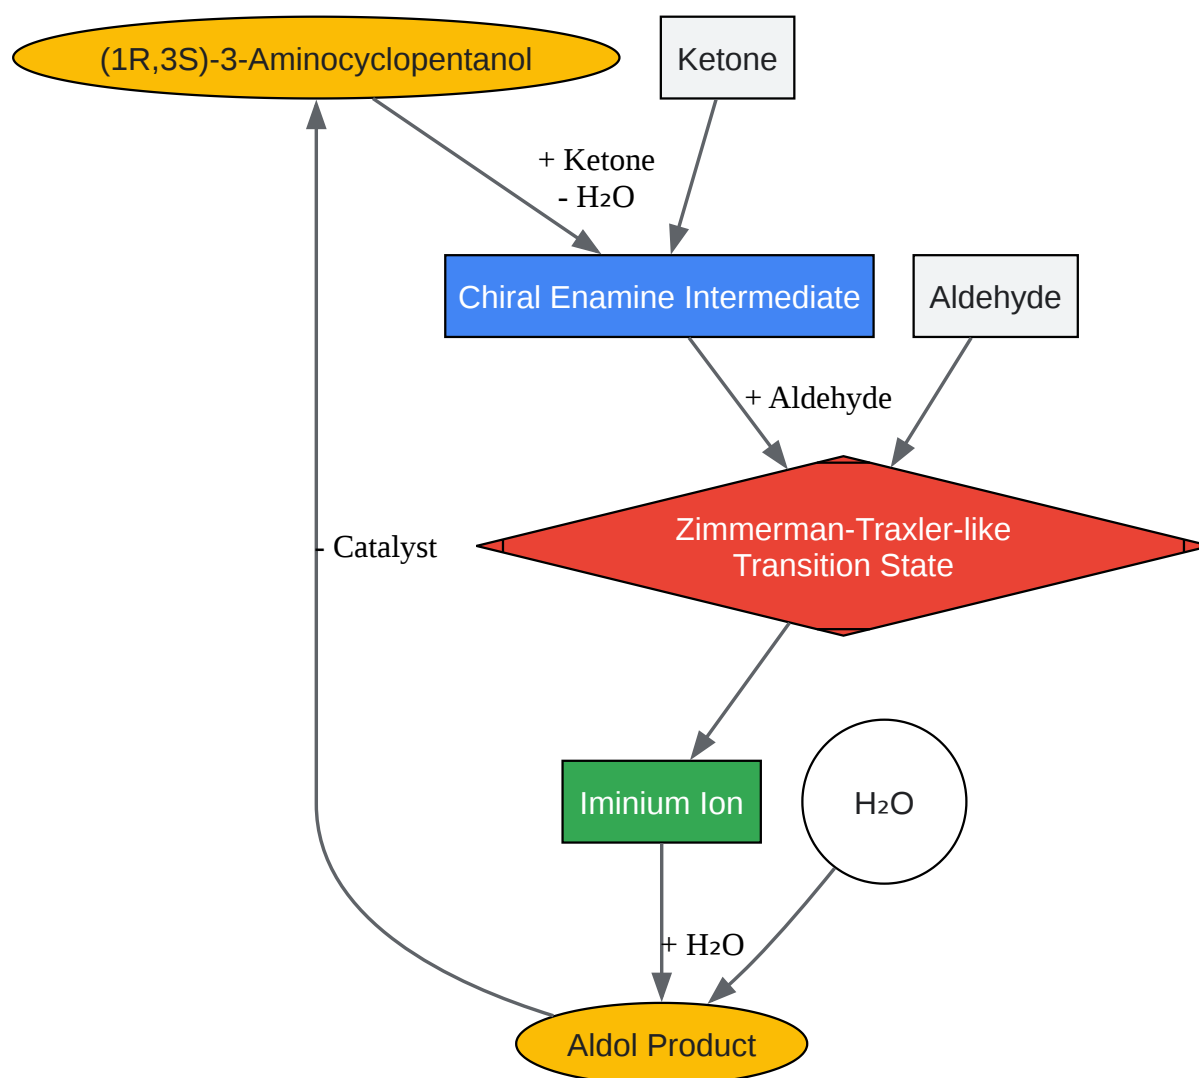 (1R,3S)-3-Aminocyclopentanol
Ketone
+ Ketone
- H₂O
Chiral Enamine Intermediate
Aldehyde
+ Aldehyde
Zimmerman-Traxler-like
Transition State
- Catalyst
Iminium Ion
H₂O
+ H₂O
Aldol Product